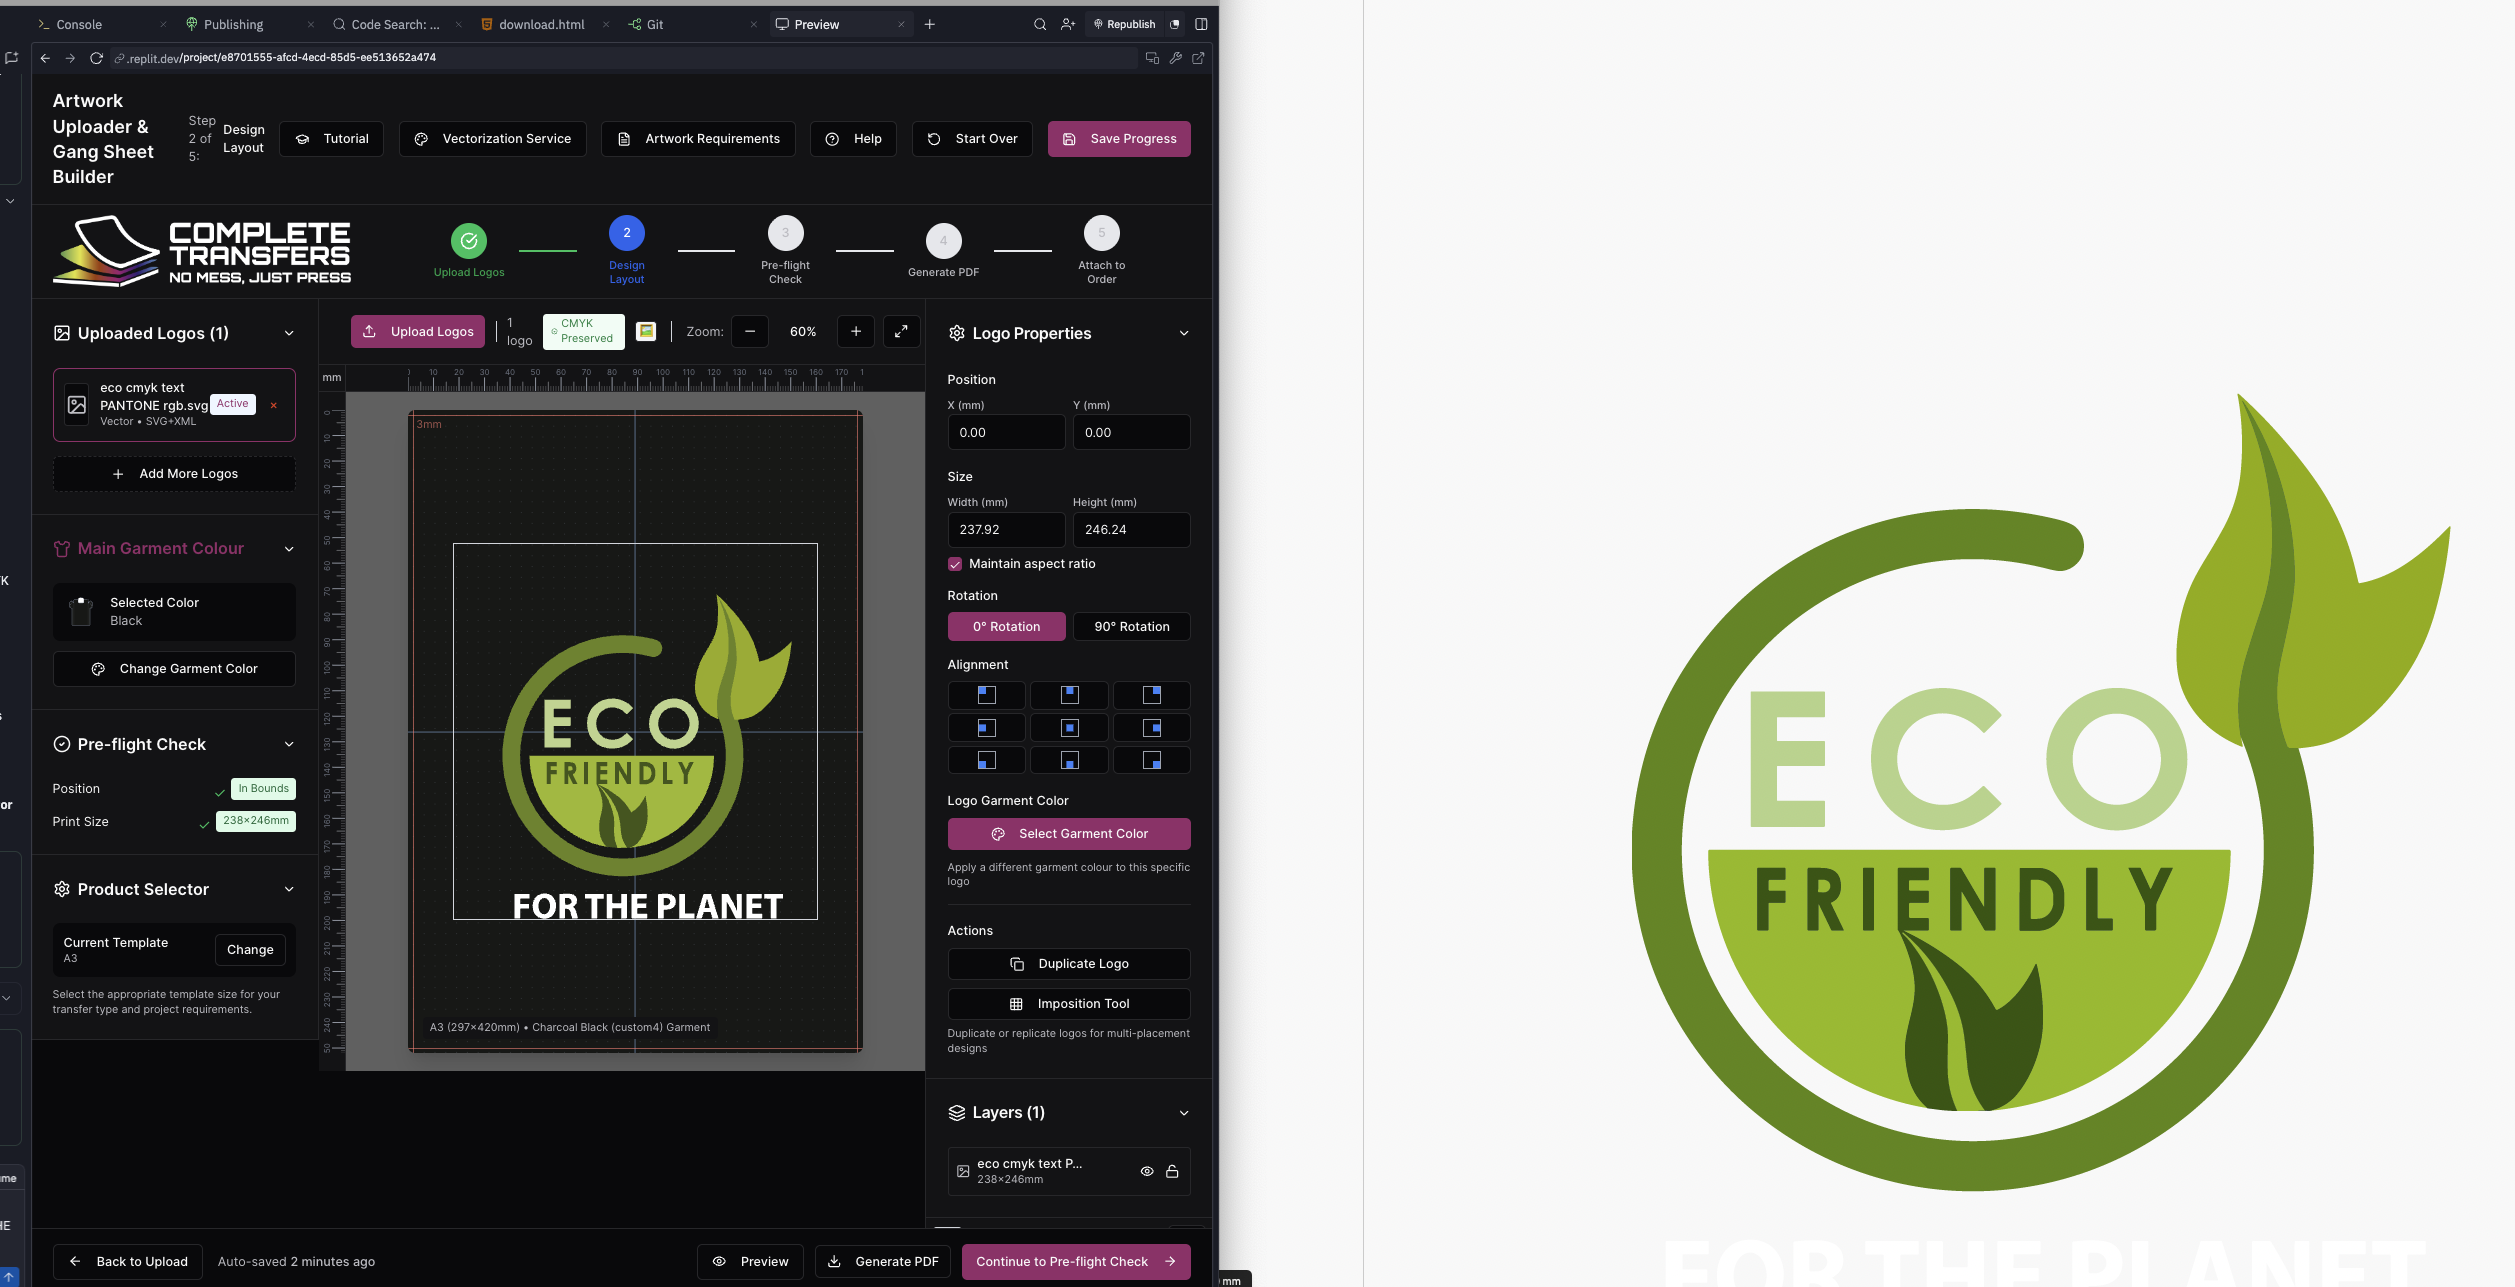 Console
Publishing
Code Search: ...
download.html
Git
Preview
Republish
.replit.dev/project/e8701555-afcd-4ecd-85d5-ee513652a474
Artwork
Uploader &
Gang Sheet
Builder
Step
2 of
5:
Design
Layout
Tutorial
Vectorization Service
Artwork Requirements
Help
Start Over
Save Progress
COMPLETE
TRANSFERS
NO MESS, JUST PRESS
Upload Logos
2
Design
Layout
3
Pre-flight
Check
4
Generate PDF
5
Attach to
Order
Uploaded Logos (1)
eco cmyk text
PANTONE rgb.svg
Active
Vector • SVG+XML
Add More Logos
Main Garment Colour
Selected Color
Black
Change Garment Color
Pre-flight Check
Position
In Bounds
Print Size
238×246mm
Product Selector
Current Template
A3
Change
Select the appropriate template size for your
transfer type and project requirements.
Upload Logos
1
logo
CMYK
Preserved
Zoom:
60%
mm
10 20 30 40 50 60 70 80 90 100 110 120 130 140 150 160 170 1
0 10 20 30 40 50 60 70 80 90 100 110 120 130 140 150 160 170 180 190 200 210 220 230 240 50
3mm
ECO
FRIENDLY
FOR THE PLANET
A3 (297×420mm) • Charcoal Black (custom4) Garment
Logo Properties
Position
X (mm)
Y (mm)
0.00
0.00
Size
Width (mm)
Height (mm)
237.92
246.24
Maintain aspect ratio
Rotation
0° Rotation
90° Rotation
Alignment
Logo Garment Color
Select Garment Color
Apply a different garment colour to this specific
logo
Actions
Duplicate Logo
Imposition Tool
Duplicate or replicate logos for multi-placement
designs
Layers (1)
eco cmyk text P...
238×246mm
Back to Upload
Auto-saved 2 minutes ago
Preview
Generate PDF
Continue to Pre-flight Check
ECO
FRIENDLY
FOR THE PLANET
mm